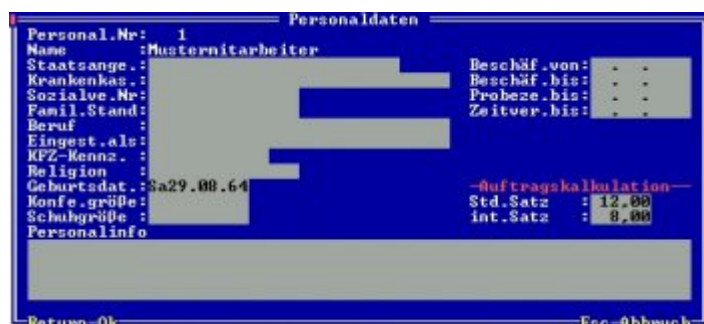 Personaldaten
Personal.Nr: 1
Name :Mustermitarbeiter
Staatsange.: Beschäf.von: . .
Krankenkas.: Beschäf.bis: . .
Sozialve.Nr: Probeze.bis: . .
Famil.Stand: Zeitver.bis: . .
Beruf :
Eingest.als:
KFZ-Kennz. :
Religion :
Geburtsdat.:Sa29.08.64 Auftragskalkulation
Konfe.größe: Std.Satz : 12,00
Schuhgröße : int.Satz : 8,00
Personalinfo
Return-Ok Esc-Abbruch